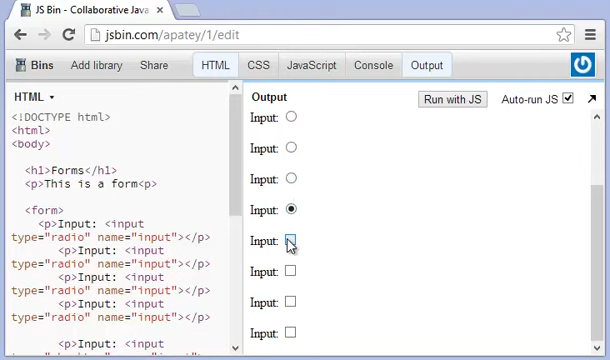 JS Bin - Collaborative Java
jsbin.com/apatey/1/edit
Bins Add library Share HTML CSS JavaScript Console Output
HTML
<!DOCTYPE html>
<html>
<body>
<h1>Forms</h1>
<p>This is a form<p>
<form>
<p>Input: <input
type="radio" name="input"></p>
<p>Input: <input
type="radio" name="input"></p>
<p>Input: <input
type="radio" name="input"></p>
<p>Input: <input
type="radio" name="input"></p>
<p>Input: <input
Output Run with JS Auto-run JS
Input:
Input:
Input:
Input:
Input:
Input:
Input:
Input: